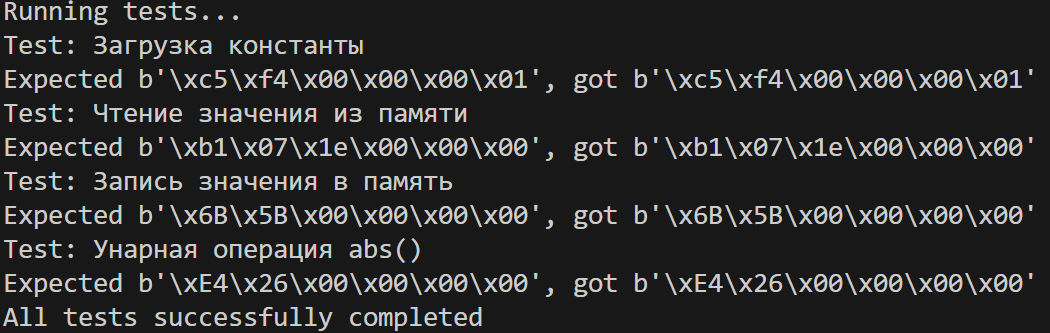 Running tests...
Test: Загрузка константы
Expected b'\xc5\xf4\x00\x00\x00\x01', got b'\xc5\xf4\x00\x00\x00\x01'
Test: Чтение значения из памяти
Expected b'\xb1\x07\x1e\x00\x00\x00', got b'\xb1\x07\x1e\x00\x00\x00'
Test: Запись значения в память
Expected b'\x6B\x5B\x00\x00\x00\x00', got b'\x6B\x5B\x00\x00\x00\x00'
Test: Унарная операция abs()
Expected b'\xE4\x26\x00\x00\x00\x00', got b'\xE4\x26\x00\x00\x00\x00'
All tests successfully completed